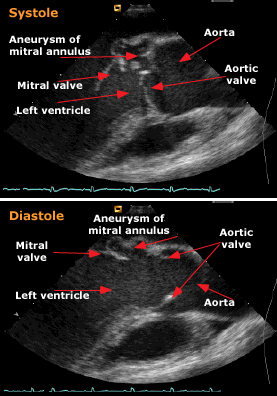 Systole
Aneurysm of
mitral annulus
Aorta
Mitral valve
Aortic
valve
Left ventricle
Diastole
Aneurysm of
mitral annulus
Mitral
valve
Aortic
valve
Left ventricle
Aorta